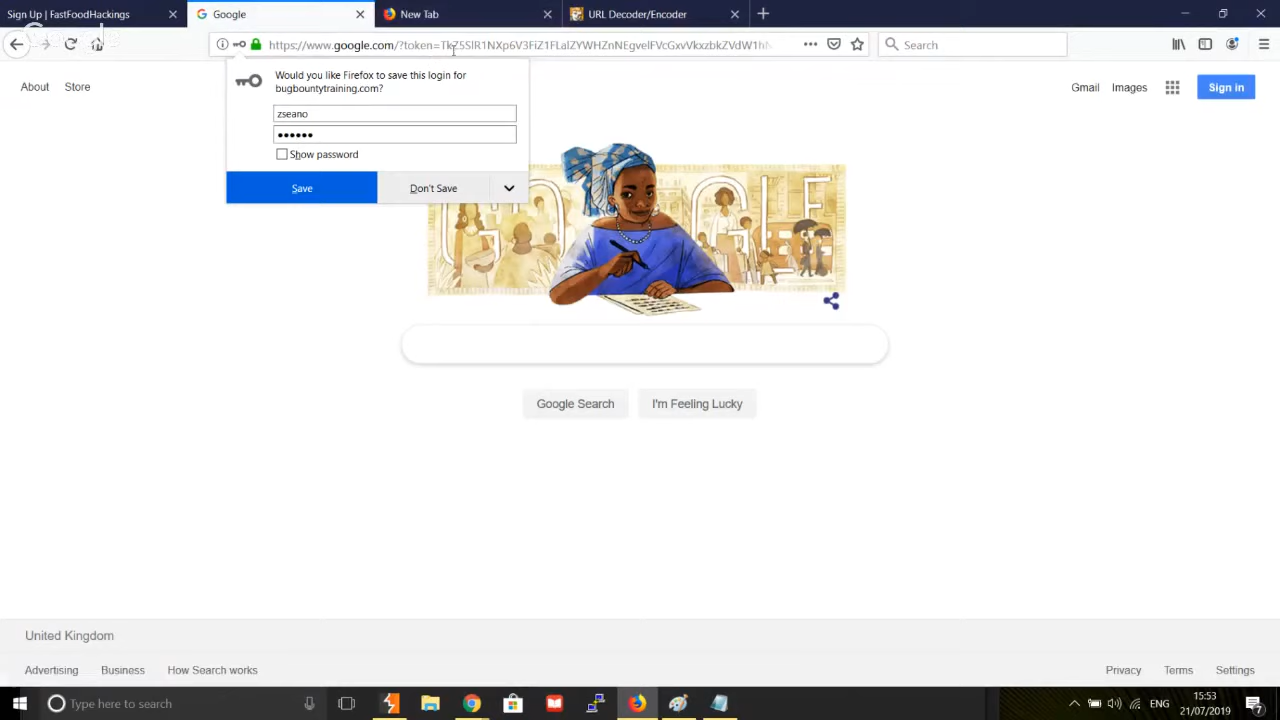 Sign Up | FastFoodHackings
Google
New Tab
URL Decoder/Encoder
https://www.google.com/?token=TkZ5SlR1NXp6V3FiZ1FLalZYWHZnNEgvelFVcGxvVkxzbkZVdW1h
Search
Would you like Firefox to save this login for
bugbountytraining.com?
zseano
Show password
Save
Don't Save
About
Store
Gmail
Images
Sign in
Google Search
I'm Feeling Lucky
United Kingdom
Advertising
Business
How Search works
Privacy
Terms
Settings
Type here to search
ENG
15:53
21/07/2019
7